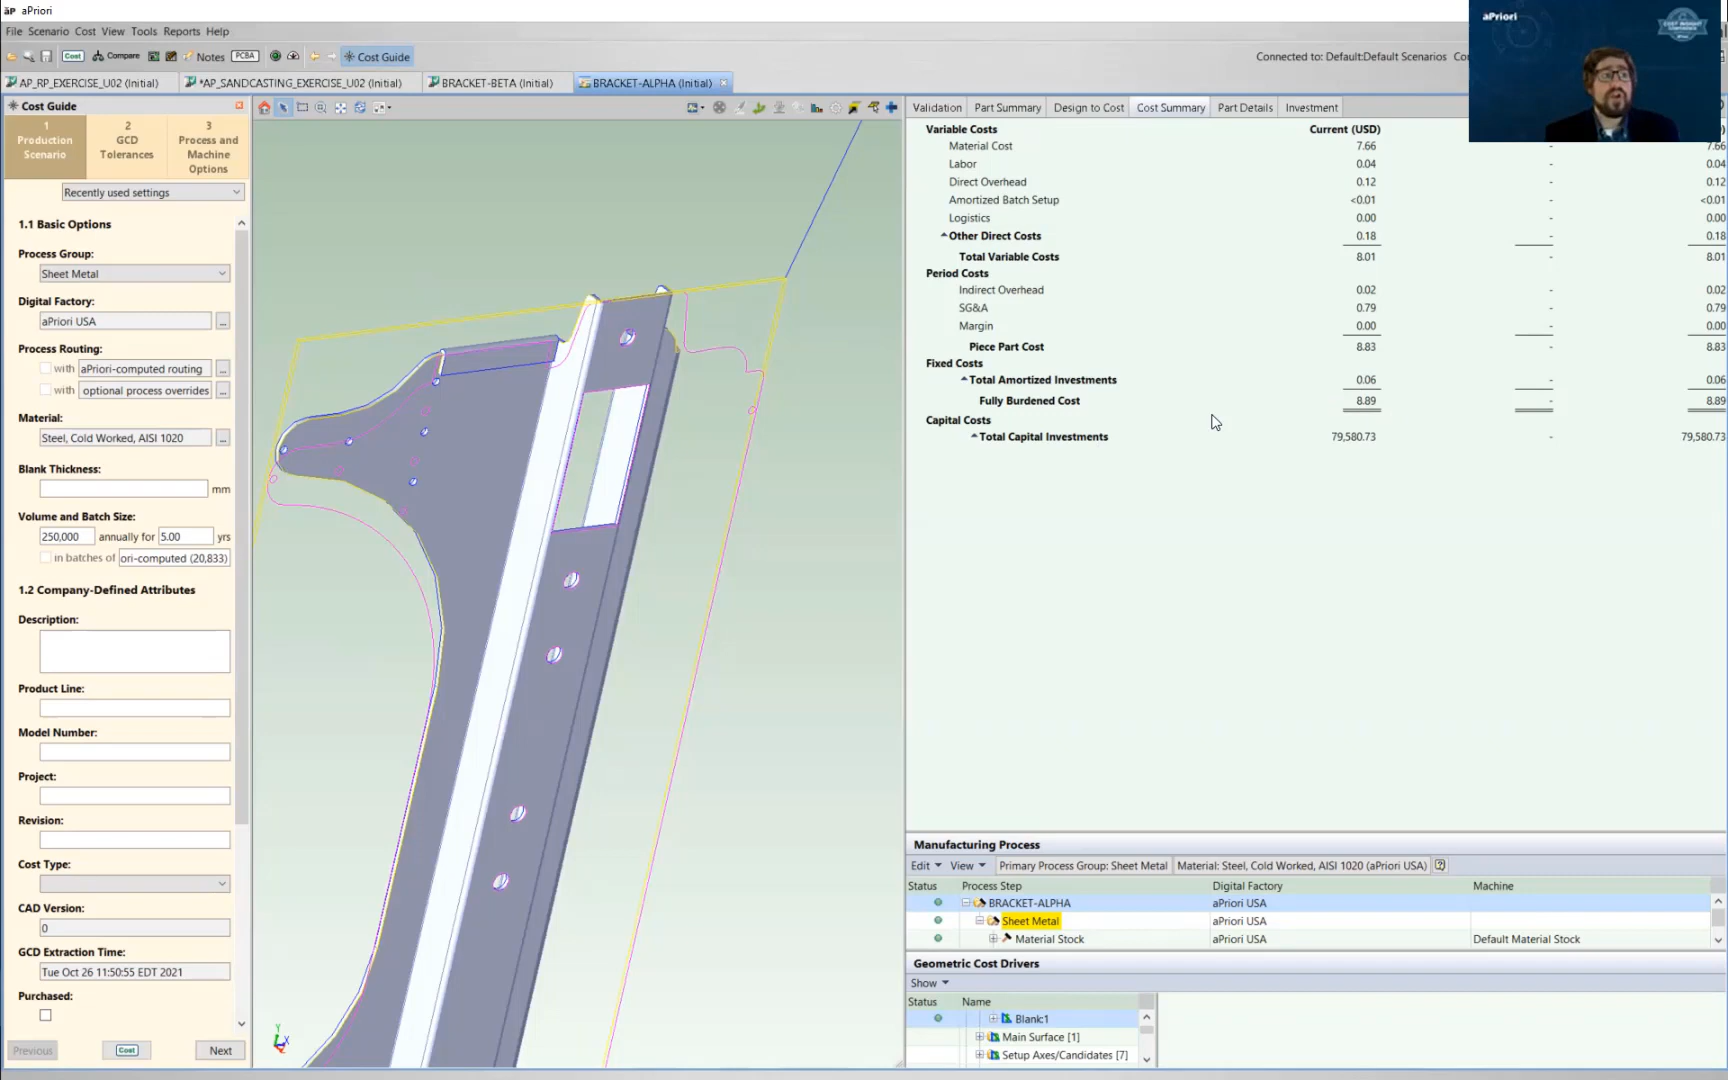 aP aPriori
File Scenario Cost View Tools Reports Help
Cost Compare Notes PCBA Cost Guide
Connected to: Default:Default Scenarios
AP_RP_EXERCISE_U02 (Initial) *AP_SANDCASTING_EXERCISE_U02 (Initial) BRACKET-BETA (Initial) BRACKET-ALPHA (Initial)
aPriori
Cost Guide
1 Production Scenario
2 GCD Tolerances
3 Process and Machine Options
Recently used settings
1.1 Basic Options
Process Group:
Sheet Metal
Digital Factory:
aPriori USA ...
Process Routing:
with aPriori-computed routing ...
with optional process overrides ...
Material:
Steel, Cold Worked, AISI 1020 ...
Blank Thickness:
mm
Volume and Batch Size:
250,000 annually for 5.00 yrs
in batches of ori-computed (20,833)
1.2 Company-Defined Attributes
Description:
Product Line:
Model Number:
Project:
Revision:
Cost Type:
CAD Version:
0
GCD Extraction Time:
Tue Oct 26 11:50:55 EDT 2021
Purchased:
Previous Cost Next
Y
X
Validation Part Summary Design to Cost Cost Summary Part Details Investment
Variable Costs Current (USD)
Material Cost 7.66 - 7.66
Labor 0.04 - 0.04
Direct Overhead 0.12 - 0.12
Amortized Batch Setup <0.01 - <0.01
Logistics 0.00 - 0.00
Other Direct Costs 0.18 - 0.18
Total Variable Costs 8.01 - 8.01
Period Costs
Indirect Overhead 0.02 - 0.02
SG&A 0.79 - 0.79
Margin 0.00 - 0.00
Piece Part Cost 8.83 - 8.83
Fixed Costs
Total Amortized Investments 0.06 - 0.06
Fully Burdened Cost 8.89 - 8.89
Capital Costs
Total Capital Investments 79,580.73 - 79,580.73
Manufacturing Process
Edit View Primary Process Group: Sheet Metal Material: Steel, Cold Worked, AISI 1020 (aPriori USA)
Status Process Step Digital Factory Machine
BRACKET-ALPHA aPriori USA
Sheet Metal aPriori USA
Material Stock aPriori USA Default Material Stock
Geometric Cost Drivers
Show
Status Name
Blank:1
Main Surface [1]
Setup Axes/Candidates [7]